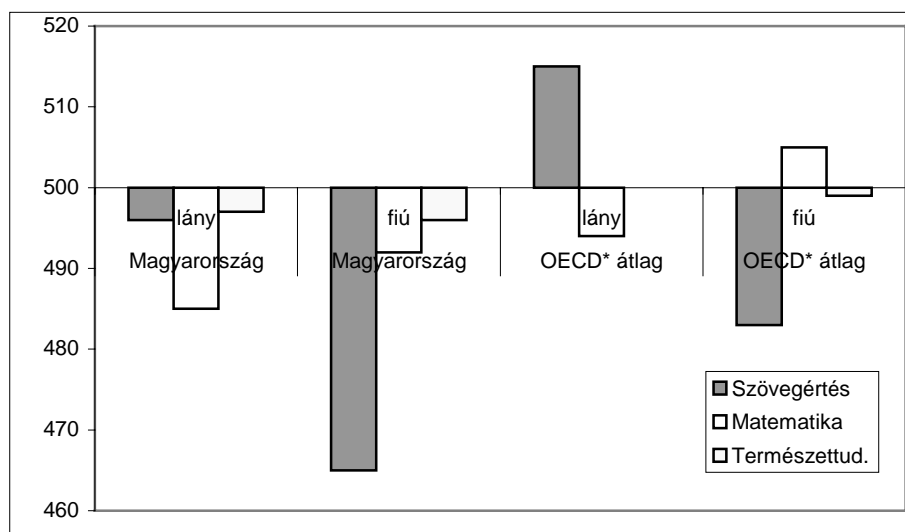 520
510
500
490
480
470
460
lány fiú lány fiú
Magyarország Magyarország OECD* átlag OECD* átlag
Szövegértés
Matematika
Természettud.